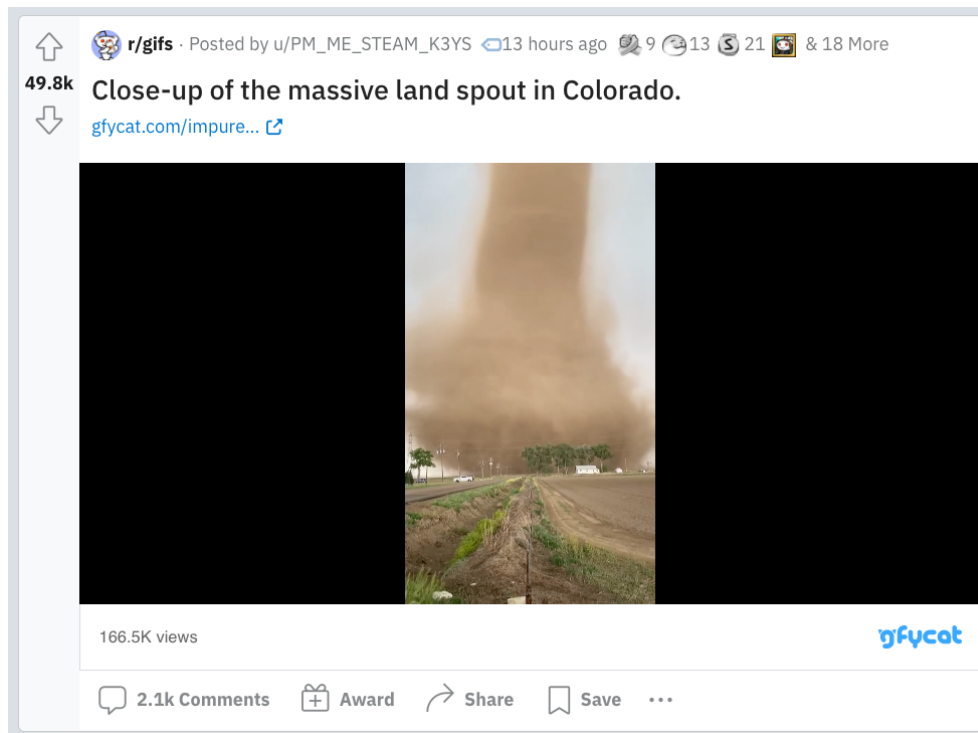 r/gifs · Posted by u/PM_ME_STEAM_K3YS 13 hours ago 9 13 S 21 & 18 More
49.8k
Close-up of the massive land spout in Colorado.
gfycat.com/impure...
166.5K views
gfycat
2.1k Comments Award Share Save ...